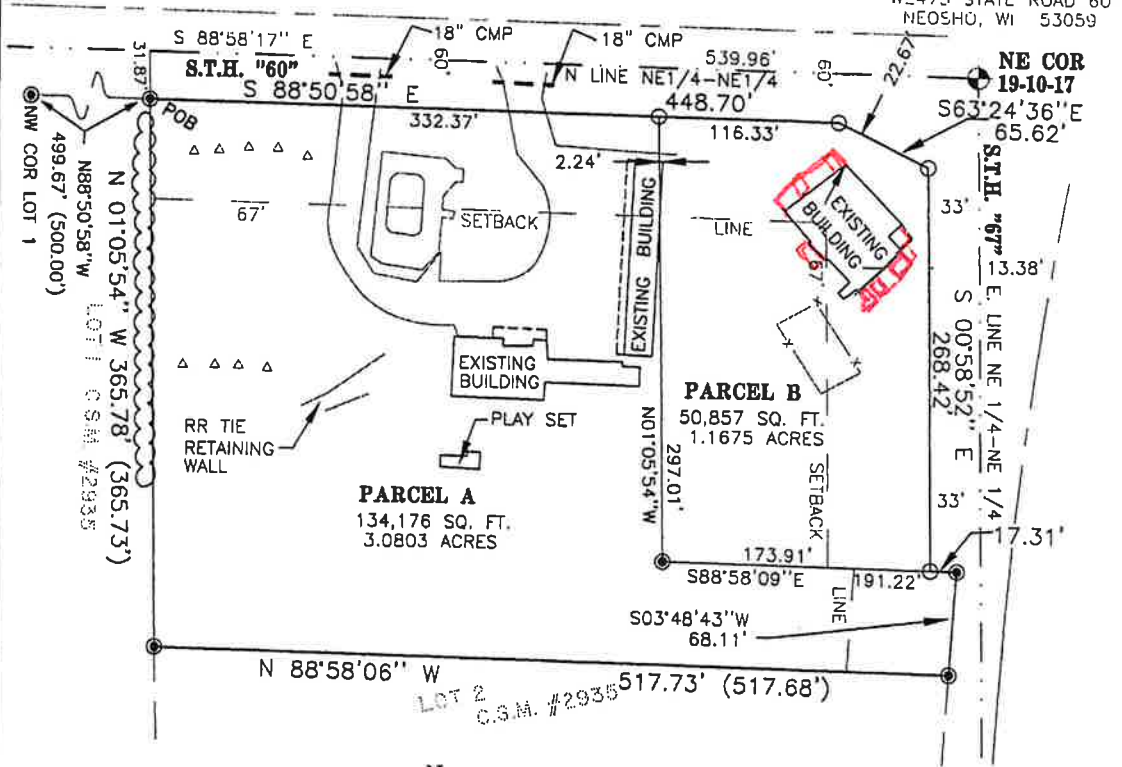 STATE ROAD 60
NEOSHO, WI 53059
S 88°58'17" E
S.T.H. "60"
18" CMP
60
18" CMP
539.96'
60'
N LINE NE1/4-NE1/4
22.67'
NE COR
19-10-17
31.87'
S 88°50'58" E
448.70'
S63°24'36"E
65.62'
POB
332.37'
116.33'
2.24'
NW COR LOT 1
499.67' (500.00')
N88°50'58"W
N 01°05'54" W 365.78' (365.73')
LOT 1 C.S.M. #2935
67'
SETBACK
EXISTING BUILDING
LINE
EXISTING
BUILDING
67'
33'
S.T.H. "67"
13.38'
E. LINE NE 1/4-NE 1/4
S 00°58'52" E
268.42'
33'
EXISTING
BUILDING
RR TIE
RETAINING
WALL
PLAY SET
PARCEL A
134,176 SQ. FT.
3.0803 ACRES
PARCEL B
50,857 SQ. FT.
1.1675 ACRES
N01°05'54"W
297.01'
SETBACK
LINE
17.31'
173.91'
S88°58'09"E
191.22'
S03°48'43"W
68.11'
N 88°58'06" W
517.73' (517.68')
LOT 2
C.S.M. #2935